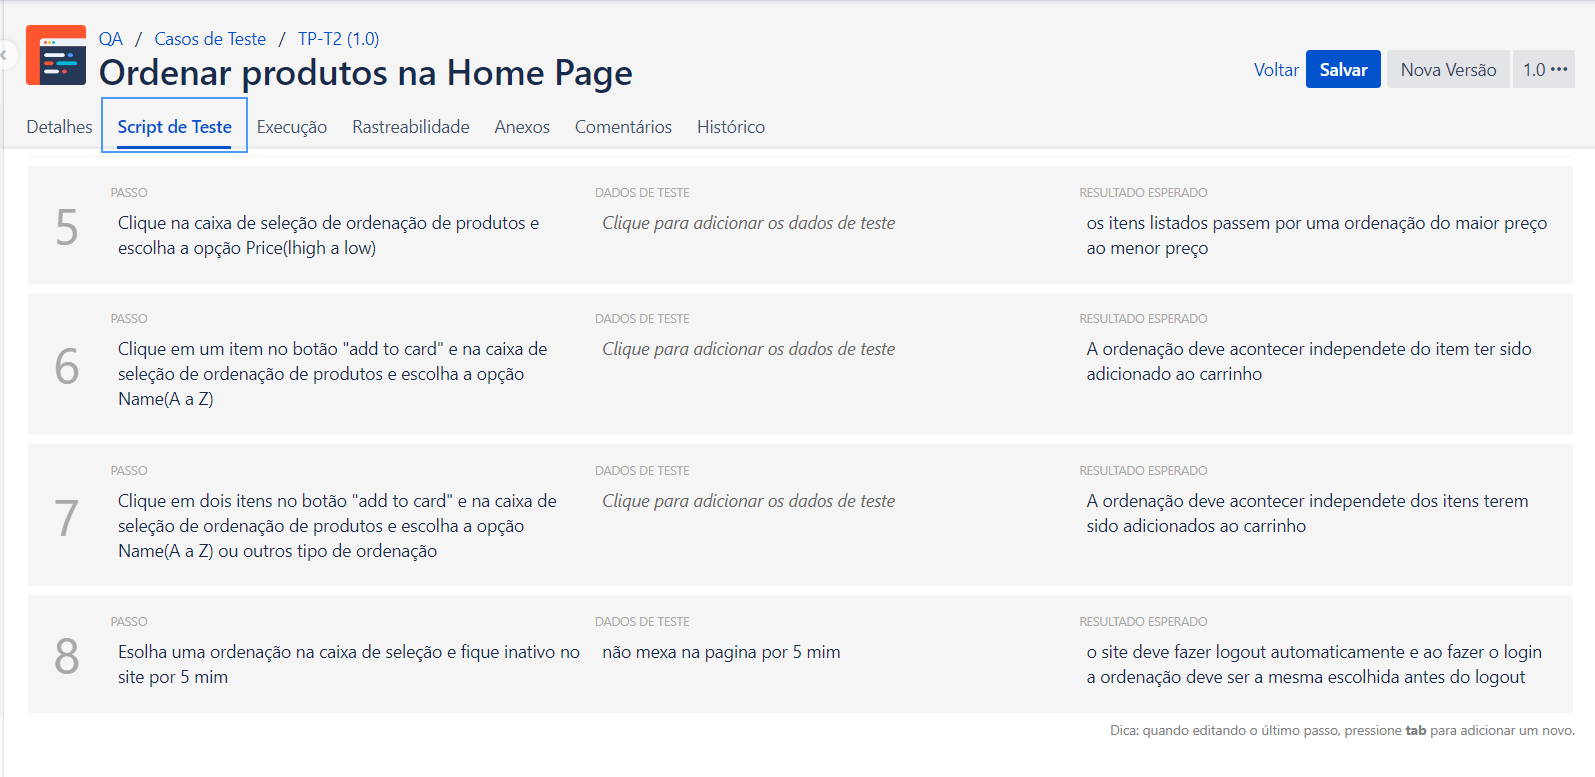 QA / Casos de Teste / TP-T2 (1.0)
Ordenar produtos na Home Page
Voltar Salvar Nova Versão 1.0 •••
Detalhes Script de Teste Execução Rastreabilidade Anexos Comentários Histórico
5
PASSO
Clique na caixa de seleção de ordenação de produtos e
escolha a opção Price(lhigh a low)
DADOS DE TESTE
Clique para adicionar os dados de teste
RESULTADO ESPERADO
os itens listados passem por uma ordenação do maior preço
ao menor preço
6
PASSO
Clique em um item no botão "add to card" e na caixa de
seleção de ordenação de produtos e escolha a opção
Name(A a Z)
DADOS DE TESTE
Clique para adicionar os dados de teste
RESULTADO ESPERADO
A ordenação deve acontecer independete do item ter sido
adicionado ao carrinho
7
PASSO
Clique em dois itens no botão "add to card" e na caixa de
seleção de ordenação de produtos e escolha a opção
Name(A a Z) ou outros tipo de ordenação
DADOS DE TESTE
Clique para adicionar os dados de teste
RESULTADO ESPERADO
A ordenação deve acontecer independete dos itens terem
sido adicionados ao carrinho
8
PASSO
Esolha uma ordenação na caixa de seleção e fique inativo no
site por 5 mim
DADOS DE TESTE
não mexa na pagina por 5 mim
RESULTADO ESPERADO
o site deve fazer logout automaticamente e ao fazer o login
a ordenação deve ser a mesma escolhida antes do logout
Dica: quando editando o último passo, pressione tab para adicionar um novo.